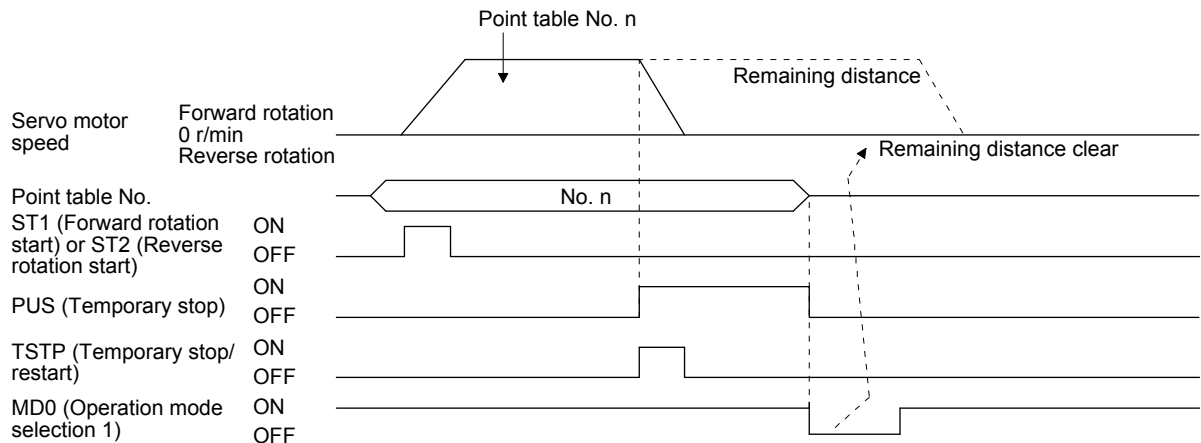 Point table No. n
Remaining distance
Servo motor
speed
Forward rotation
0 r/min
Reverse rotation
Remaining distance clear
Point table No.
No. n
ST1 (Forward rotation
start) or ST2 (Reverse
rotation start)
ON
OFF
PUS (Temporary stop)
ON
OFF
TSTP (Temporary stop/
restart)
ON
OFF
MD0 (Operation mode
selection 1)
ON
OFF